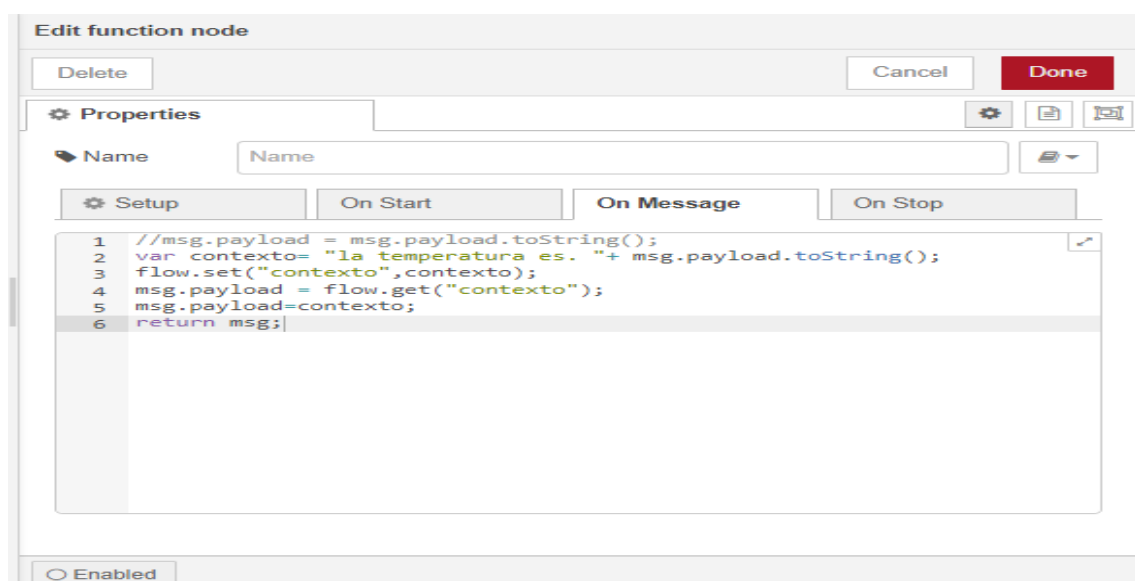 Edit function node
Delete Cancel Done
Properties
Name Name
Setup On Start On Message On Stop
1 //msg.payload = msg.payload.toString();
2 var contexto= "la temperatura es. "+ msg.payload.toString();
3 flow.set("contexto",contexto);
4 msg.payload = flow.get("contexto");
5 msg.payload=contexto;
6 return msg;
Enabled